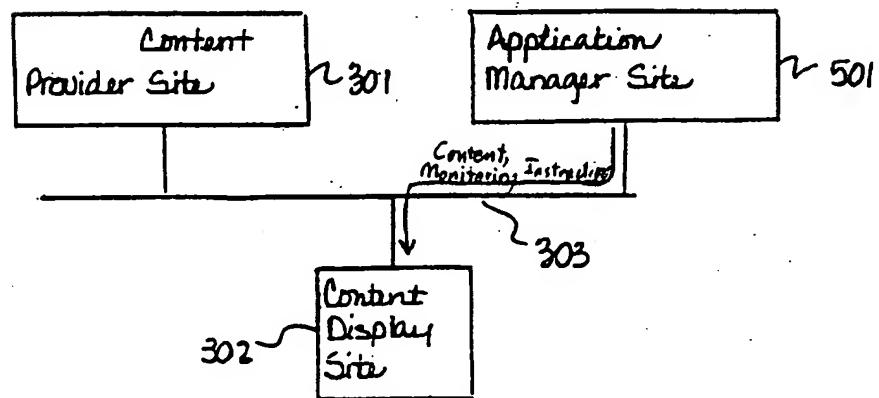 Content
Provider Site
301
Application
Manager Site
501
Content,
Monitoring Instructions
303
Content
Display
Site
302